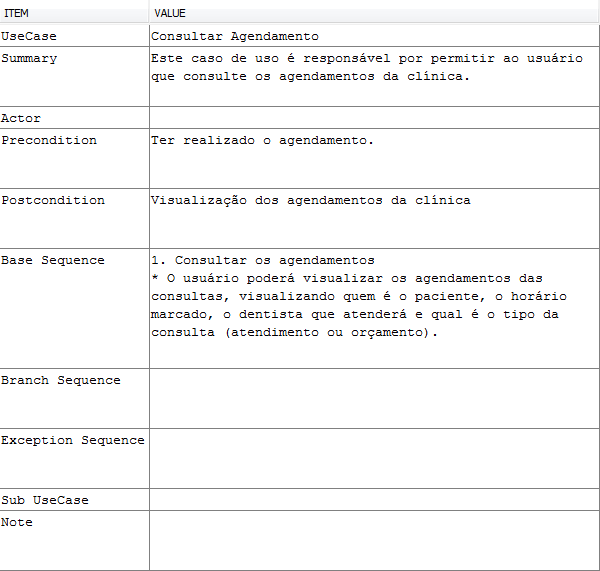 ITEM VALUE
UseCase Consultar Agendamento
Summary Este caso de uso é responsável por permitir ao usuário
que consulte os agendamentos da clínica.
Actor
Precondition Ter realizado o agendamento.
Postcondition Visualização dos agendamentos da clínica
Base Sequence 1. Consultar os agendamentos
* O usuário poderá visualizar os agendamentos das
consultas, visualizando quem é o paciente, o horário
marcado, o dentista que atenderá e qual é o tipo da
consulta (atendimento ou orçamento).
Branch Sequence
Exception Sequence
Sub UseCase
Note